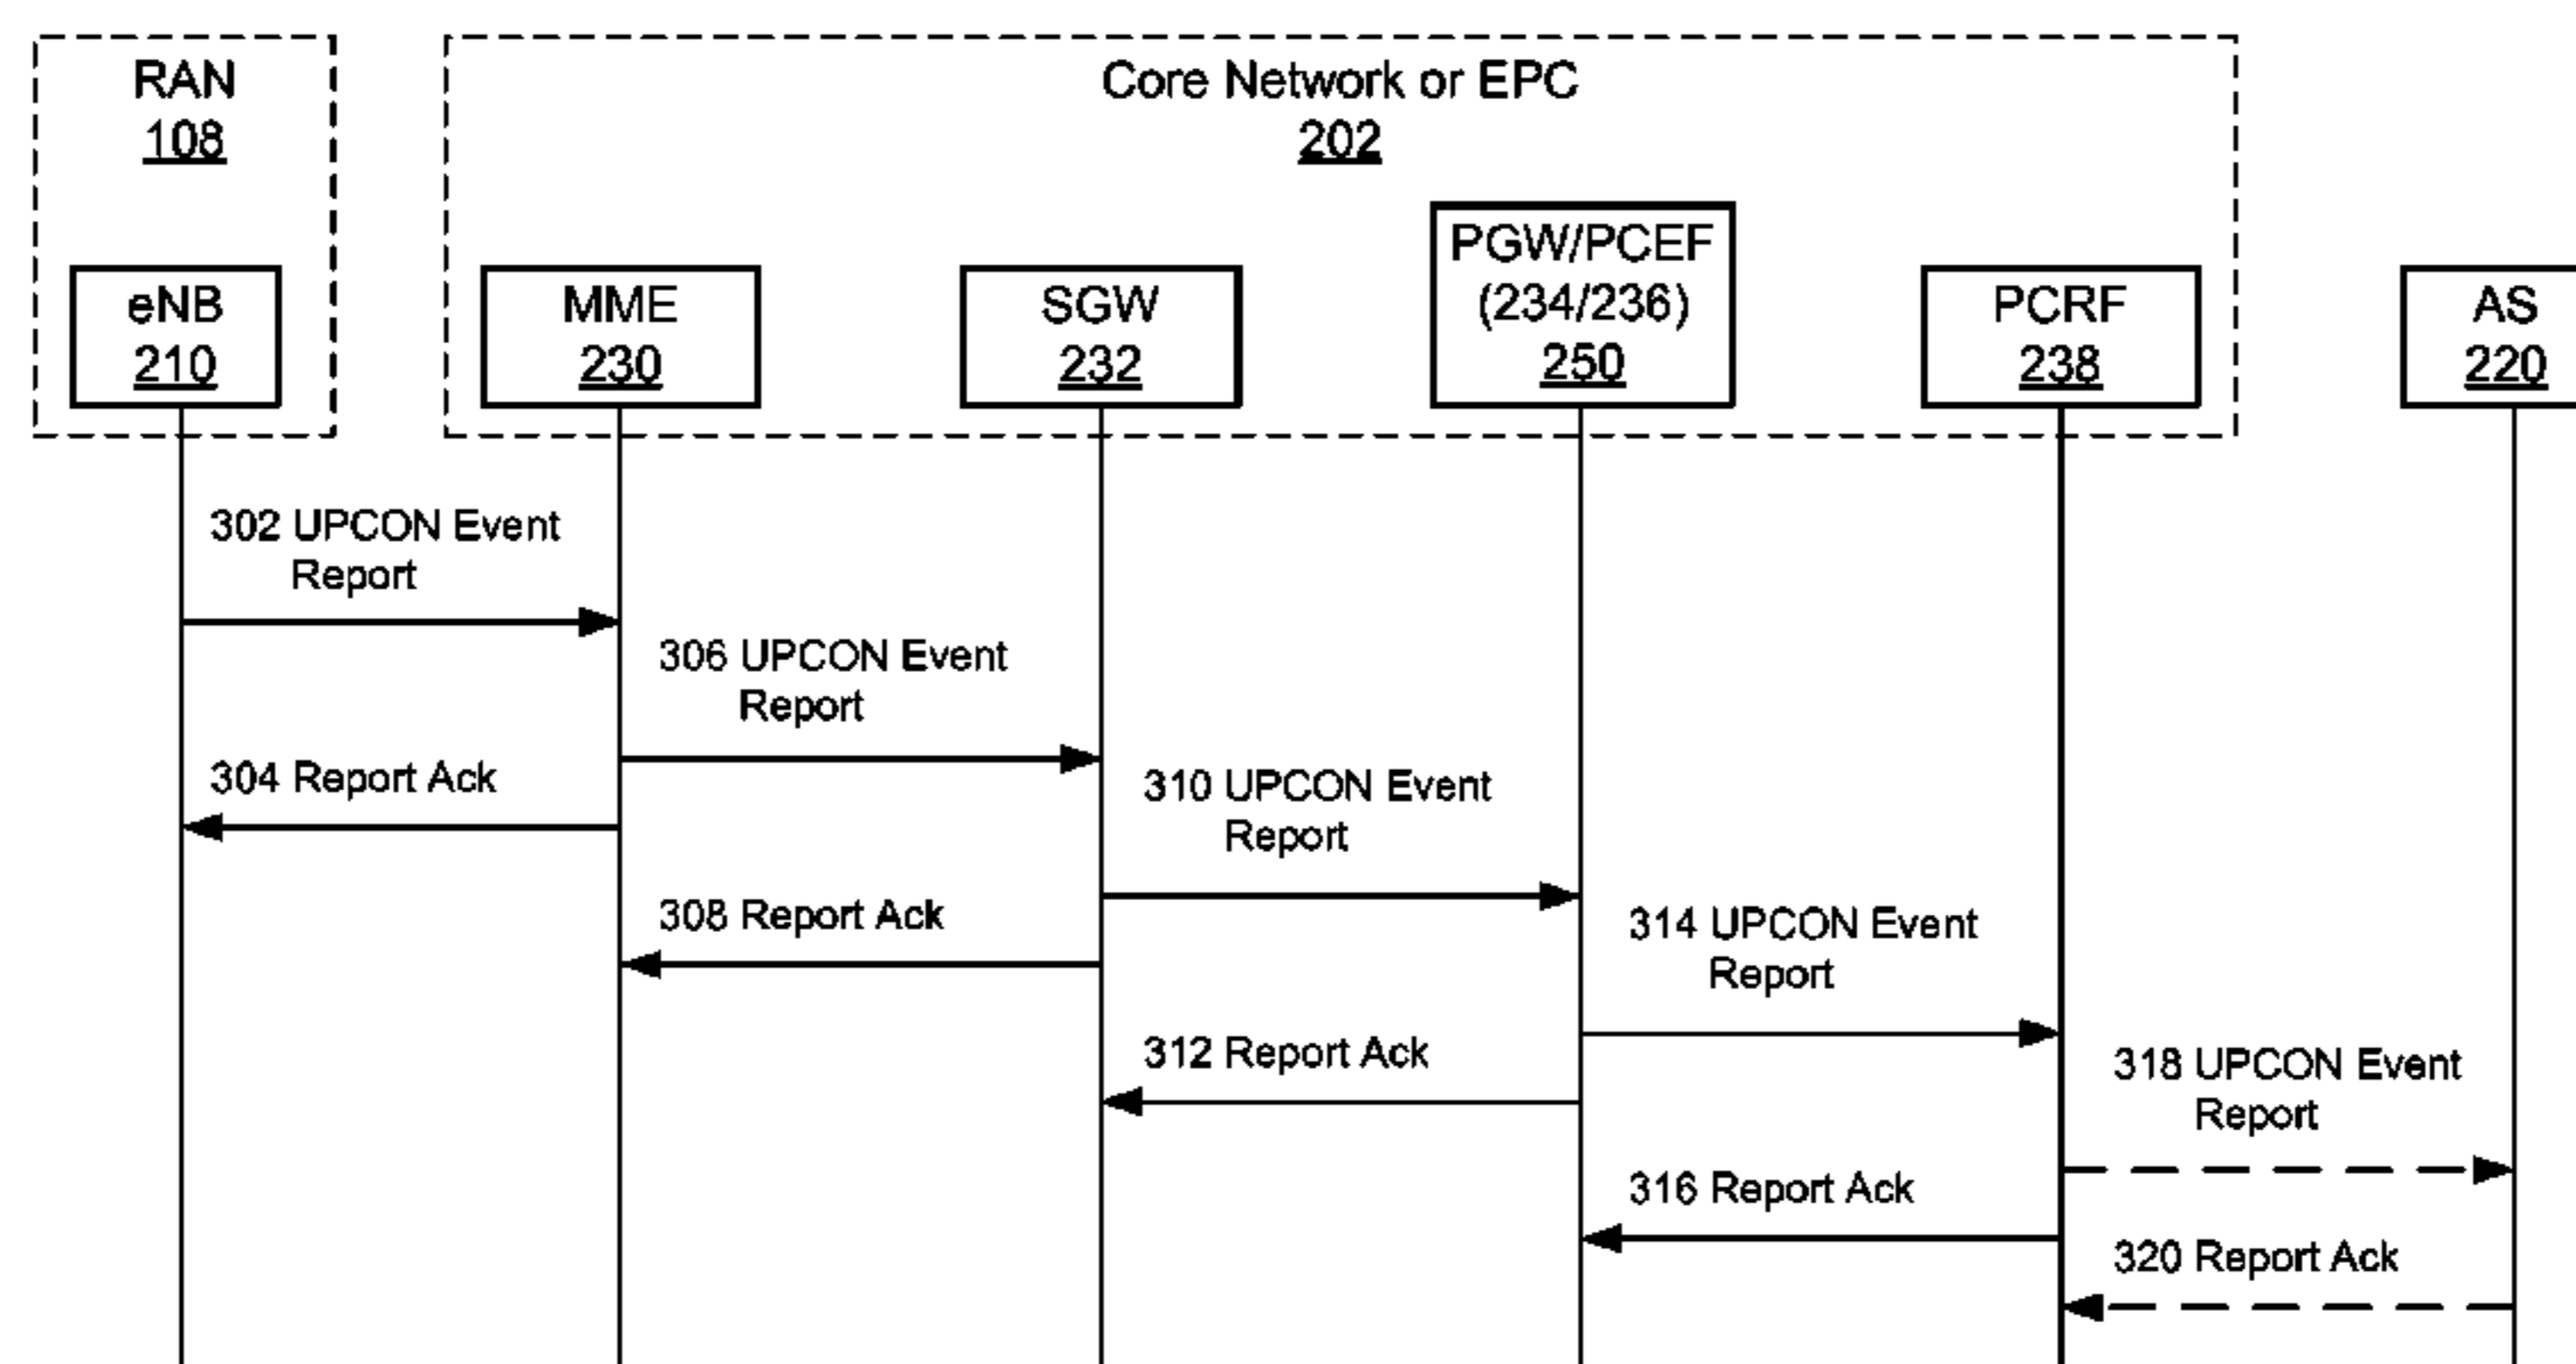 RAN
108
Core Network or EPC
202
eNB
210
MME
230
SGW
232
PGW/PCEF
(234/236)
250
PCRF
238
AS
220
302 UPCON Event
Report
306 UPCON Event
Report
304 Report Ack
310 UPCON Event
Report
308 Report Ack
314 UPCON Event
Report
312 Report Ack
318 UPCON Event
Report
316 Report Ack
320 Report Ack